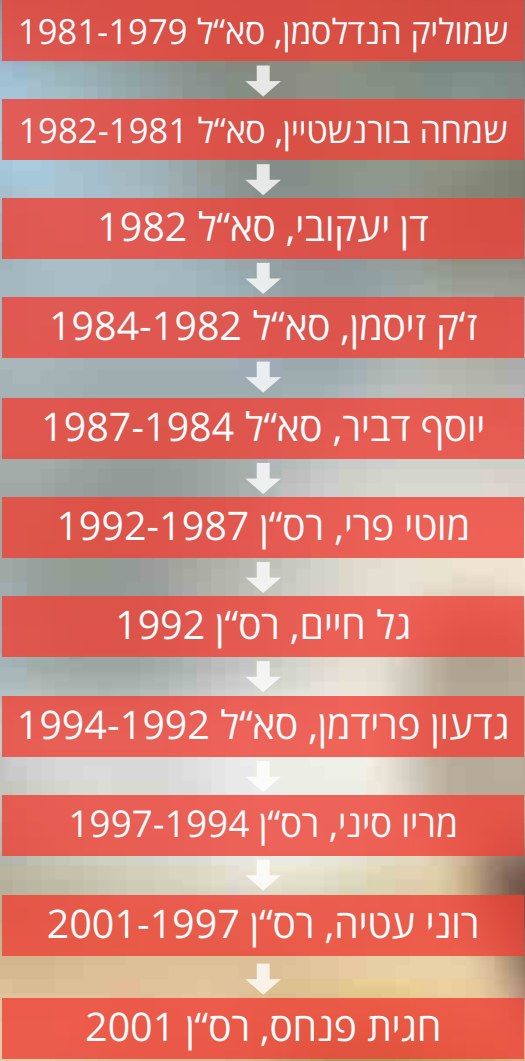 שמוליק הנדלסמן, סא“ל 1981-1979
שמחה בורנשטיין, סא“ל 1982-1981
דן יעקובי, סא“ל 1982
ז‘ק זיסמן, סא“ל 1984-1982
יוסף דביר, סא“ל 1987-1984
מוטי פרי, רס“ן 1992-1987
גל חיים, רס“ן 1992
גדעון פרידמן, סא“ל 1994-1992
מריו סיני, רס“ן 1997-1994
רוני עטיה, רס“ן 2001-1997
חגית פנחס, רס“ן 2001